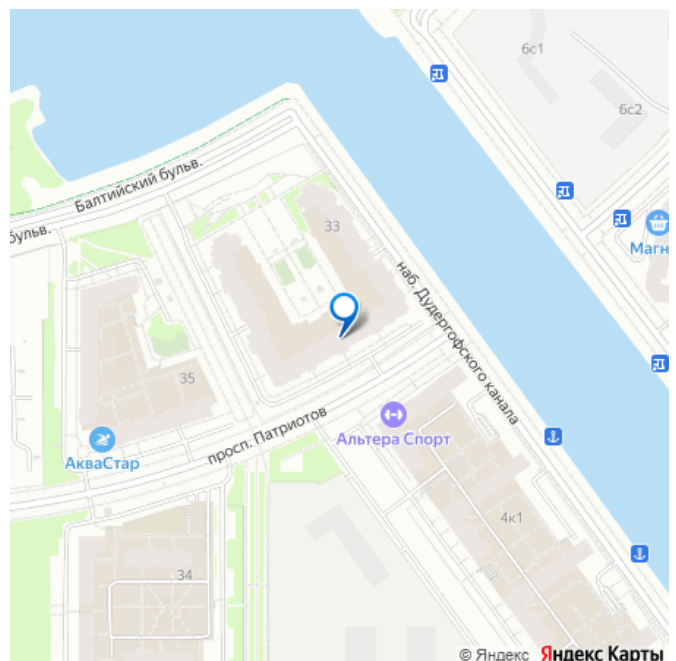 6с1
6с2
Балтийский бульв.
бульв.
33
Магн
наб. Дудергофского канала
35
просп. Патриотов
Альтера Спорт
АкваСтар
4к1
34
© Яндекс Яндекс Карты